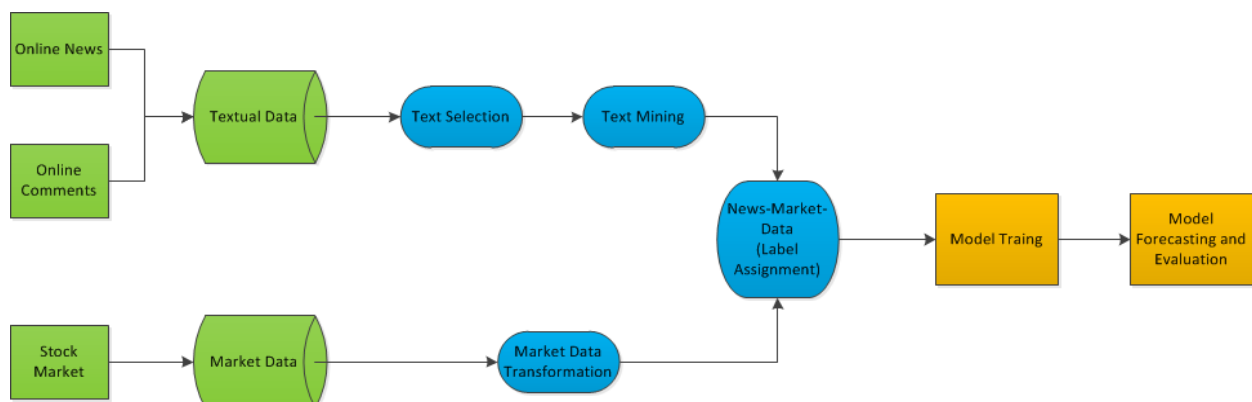 Online News
Textual Data
Text Selection
Text Mining
Online
Comments
News-Market-
Data
(Label
Assignment)
Model Traing
Model
Forecasting and
Evaluation
Stock
Market
Market Data
Market Data
Transformation